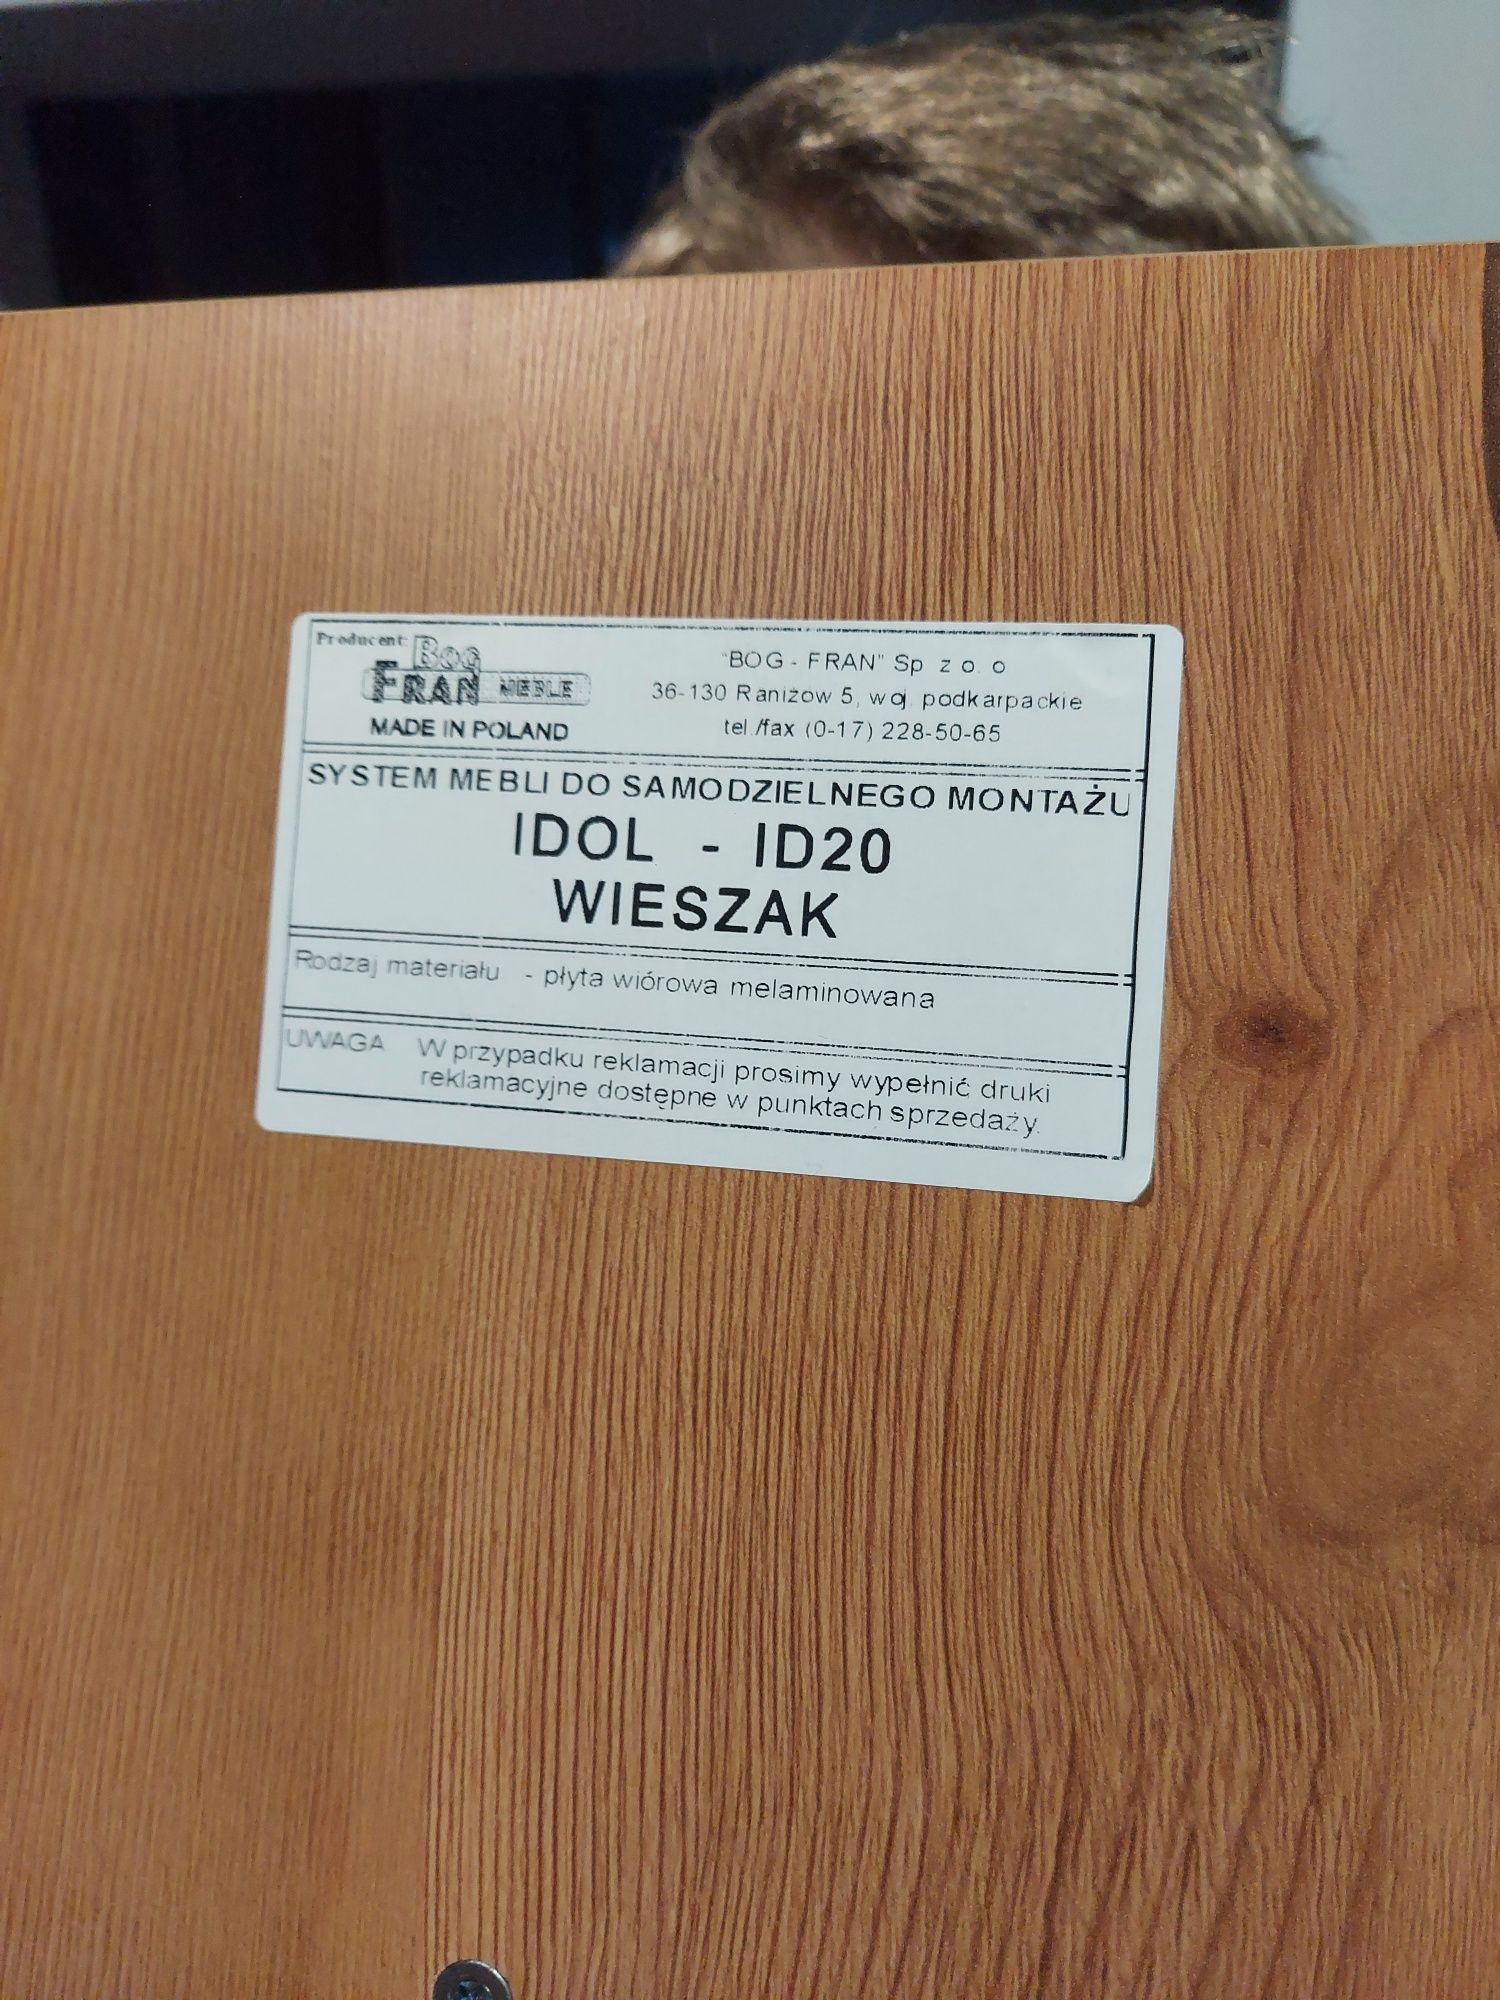 Producent:
Bog
FRAN MEBLE
MADE IN POLAND
"BOG - FRAN" Sp z o. o
36-130 Raniżow 5, woj. podkarpackie
tel./fax (0-17) 228-50-65
SYSTEM MEBLI DO SAMODZIELNEGO MONTAŻU
IDOL - ID20
WIESZAK
Rodzaj materiału - płyta wiórowa melaminowana
UWAGA W przypadku reklamacji prosimy wypełnić druki
reklamacyjne dostępne w punktach sprzedaży.